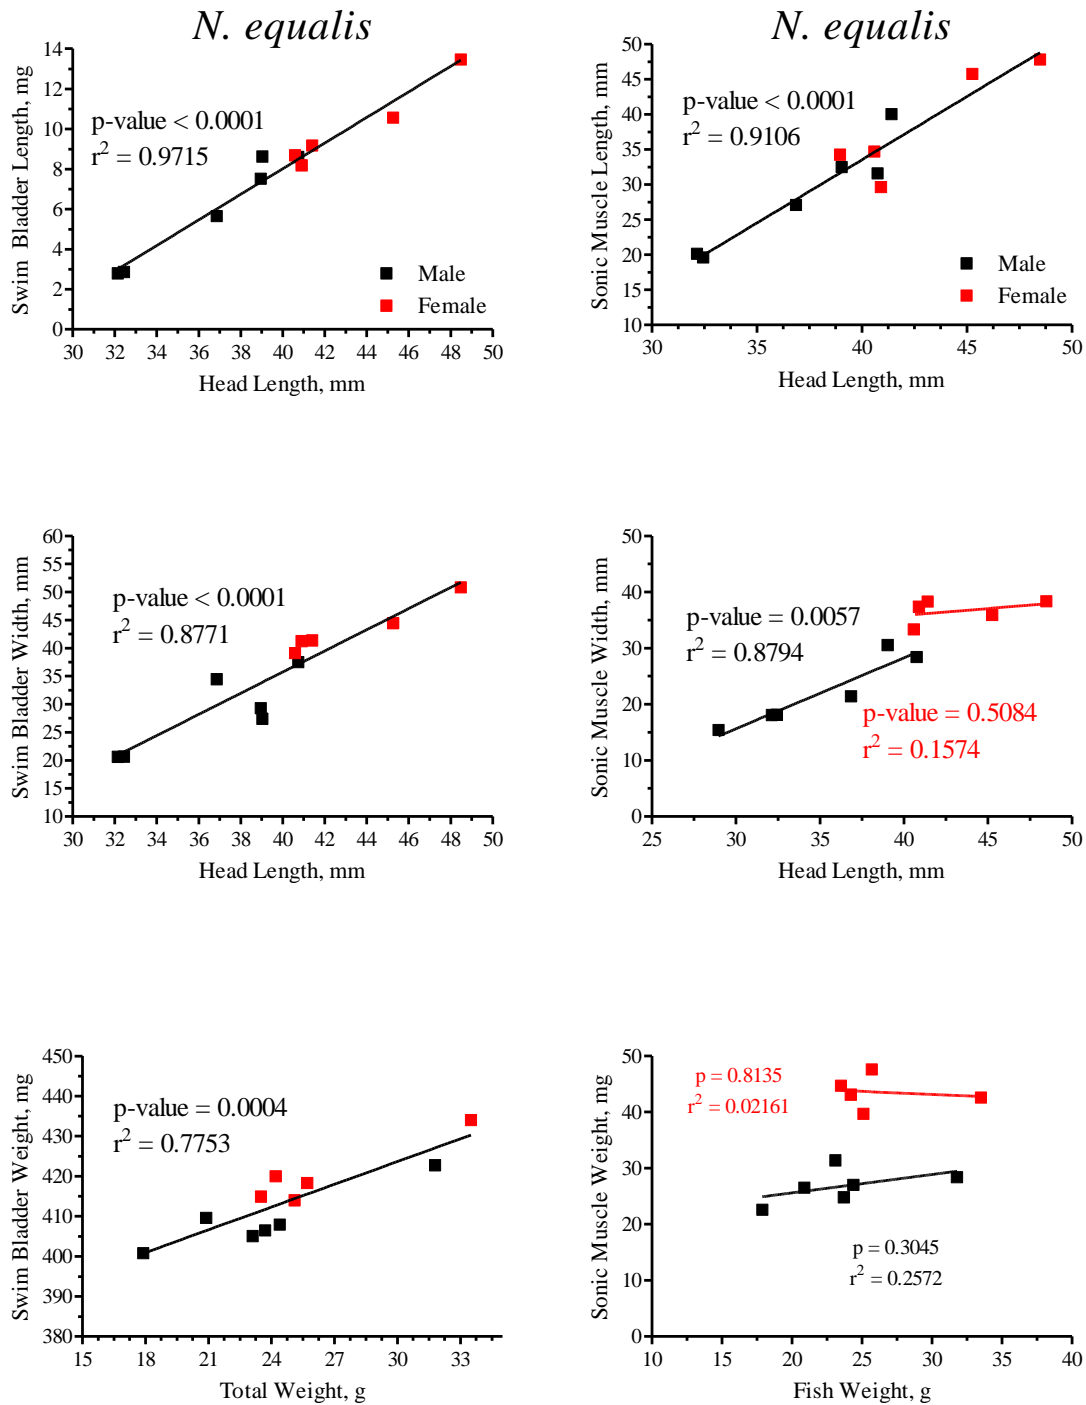 N. equalis
Swim Bladder Length, mg
14
12
10
8
6
4
2
0
p-value < 0.0001
r² = 0.9715
Male
Female
30 32 34 36 38 40 42 44 46 48 50
Head Length, mm
N. equalis
Sonic Muscle Length, mm
50
45
40
35
30
25
20
15
10
p-value < 0.0001
r² = 0.9106
Male
Female
30 35 40 45 50
Head Length, mm
Swim Bladder Width, mm
60
55
50
45
40
35
30
25
20
15
10
p-value < 0.0001
r² = 0.8771
30 32 34 36 38 40 42 44 46 48 50
Head Length, mm
Sonic Muscle Width, mm
50
40
30
20
10
0
p-value = 0.0057
r² = 0.8794
p-value = 0.5084
r² = 0.1574
25 30 35 40 45 50
Head Length, mm
Swim Bladder Weight, mg
450
440
430
420
410
400
390
380
p-value = 0.0004
r² = 0.7753
15 18 21 24 27 30 33
Total Weight, g
Sonic Muscle Weight, mg
50
40
30
20
10
0
p = 0.8135
r² = 0.02161
p = 0.3045
r² = 0.2572
10 15 20 25 30 35 40
Fish Weight, g